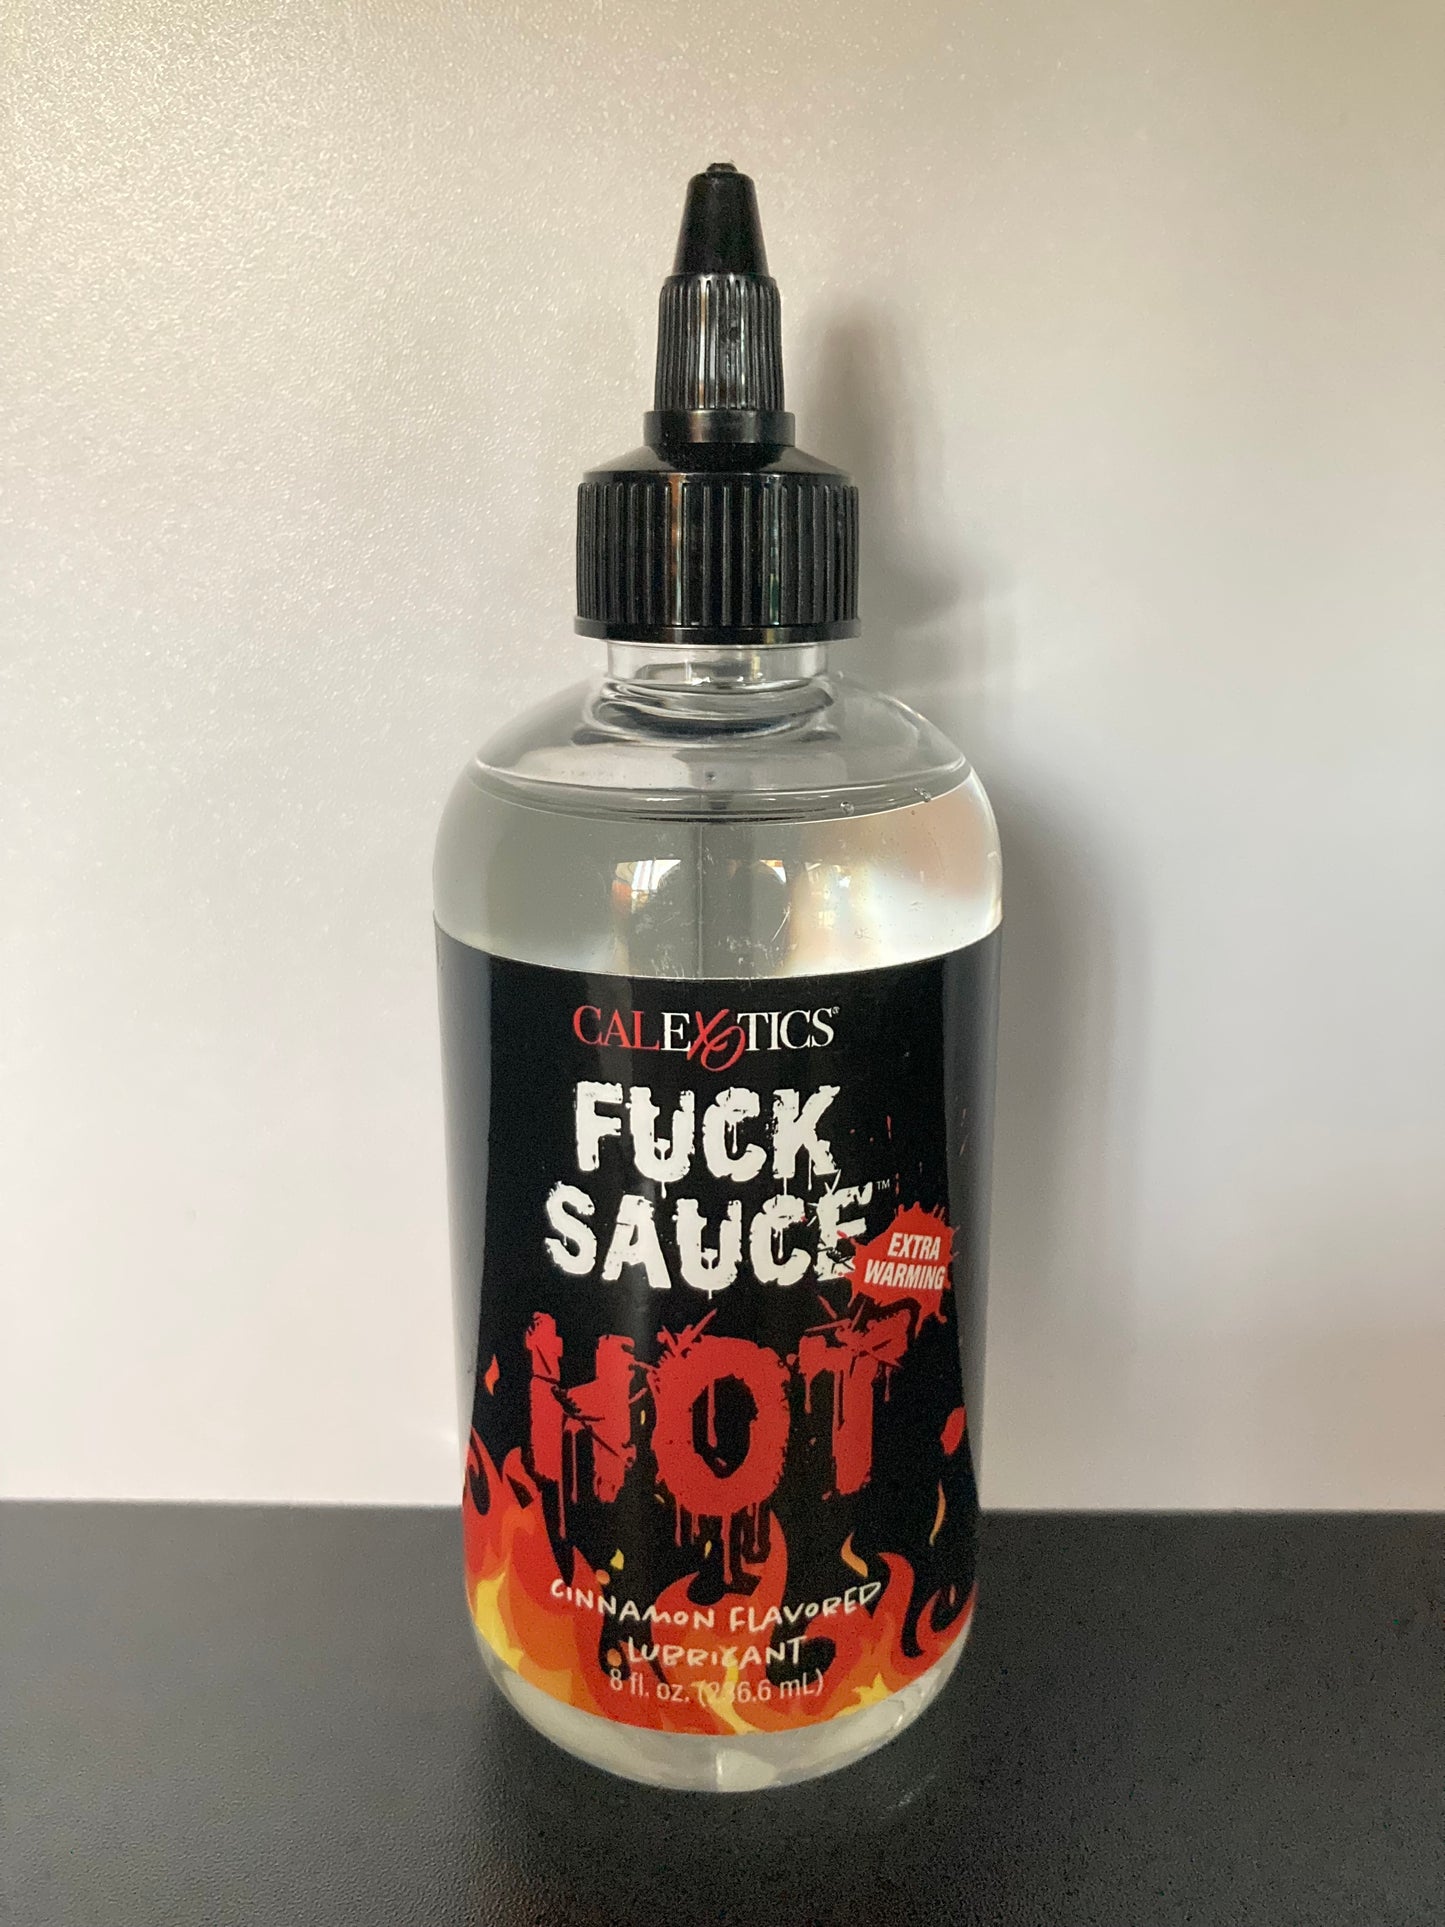 CALEXOTICS®
FUCK
SAUCE™
EXTRA
WARMING
HOT
CINNAMON FLAVORED
LUBRICANT
8 fl. oz. (236.6 mL)